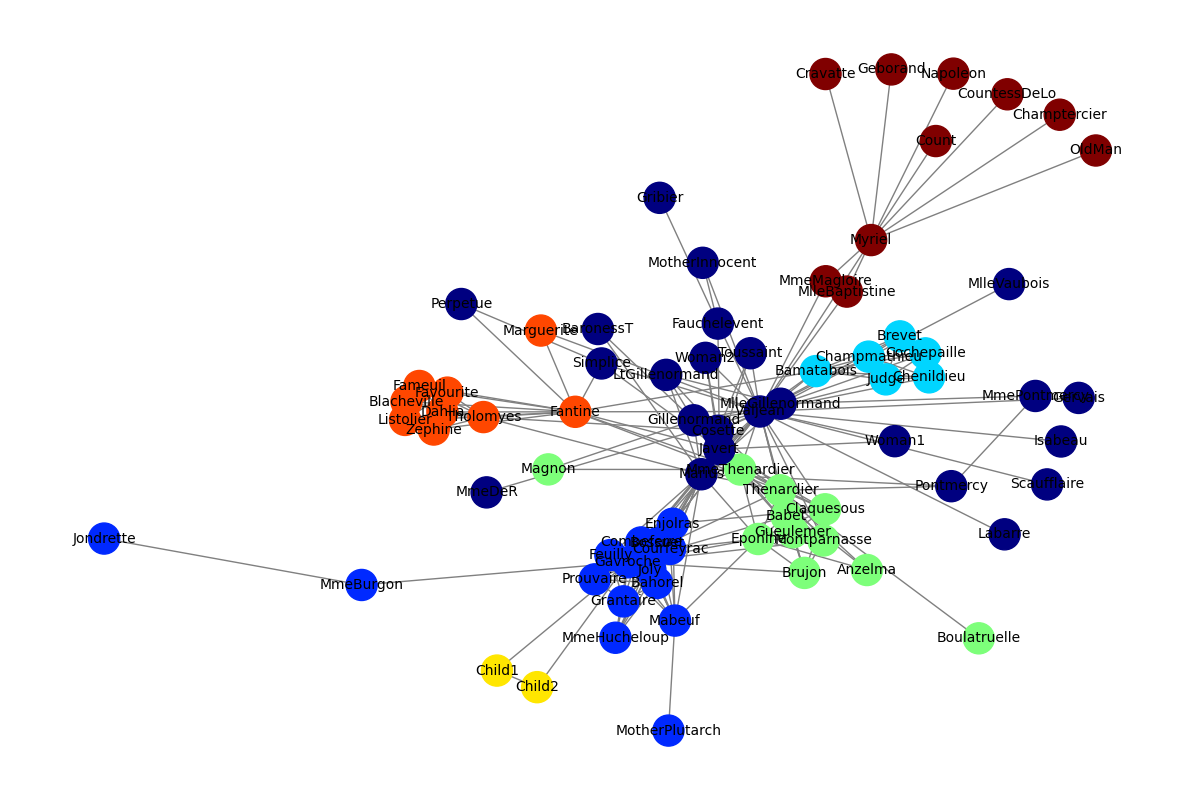 Cravatte
Geborand
Napoleon
CountessDeLo
Champtercier
Count
OldMan
Gribier
Myriel
MotherInnocent
MmeMagloire
MlleBaptistine
MlleVaubois
Perpetue
Marguerite
BaronessT
Fauchelevent
Brevet
Simplice
Woman2
Toussaint
Champmathieu
Cochepaille
LtGillenormand
Bamatabois
Judge
Chenildieu
Fameuil
Favourite
Blacheville
Dahlia
Listolier
Zephine
Tholomyes
Fantine
MlleGillenormand
Valjean
MmePontmercy
Gervais
Gillenormand
Cosette
Javert
Woman1
Isabeau
Magnon
Marius
MmeThenardier
MmeDeR
Thenardier
Pontmercy
Scaufflaire
Claquesous
Babet
Enjolras
Gueulemer
Labarre
Jondrette
Eponine
Montparnasse
Combeferre
Bossuet
Courfeyrac
Feuilly
Gavroche
Joly
Brujon
Anzelma
MmeBurgon
Prouvaire
Bahorel
Grantaire
Mabeuf
MmeHucheloup
Boulatruelle
Child1
Child2
MotherPlutarch